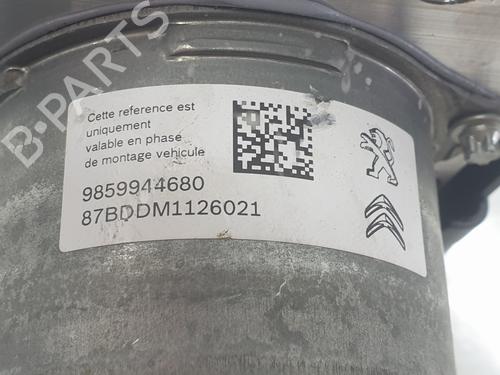 Cette reference est
uniquement
valable en phase
de montage vehicule
9859944680
87BDDM1126021
B-PARTS